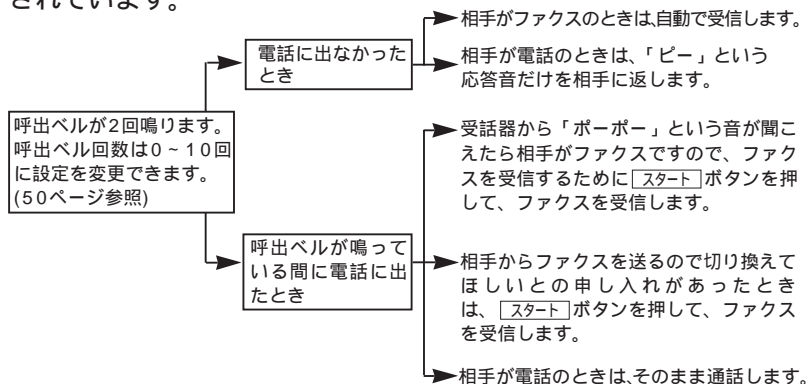 されています。
相手がファクスのときは、自動で受信します。
電話に出なかった
とき
相手が電話のときは、「ピー」という
応答音だけを相手に返します。
呼出ベルが2回鳴ります。
呼出ベル回数は0~10回
に設定を変更できます。
(50ページ参照)
受話器から「ポーポー」という音が聞こ
えたら相手がファクスですので、ファク
スを受信するために スタート ボタンを押
して、ファクスを受信します。
呼出ベルが鳴って
いる間に電話に出
たとき
相手からファクスを送るので切り換えて
ほしいとの申し入れがあったとき
は、 スタート ボタンを押して、ファクス
を受信します。
相手が電話のときは、そのまま通話します。